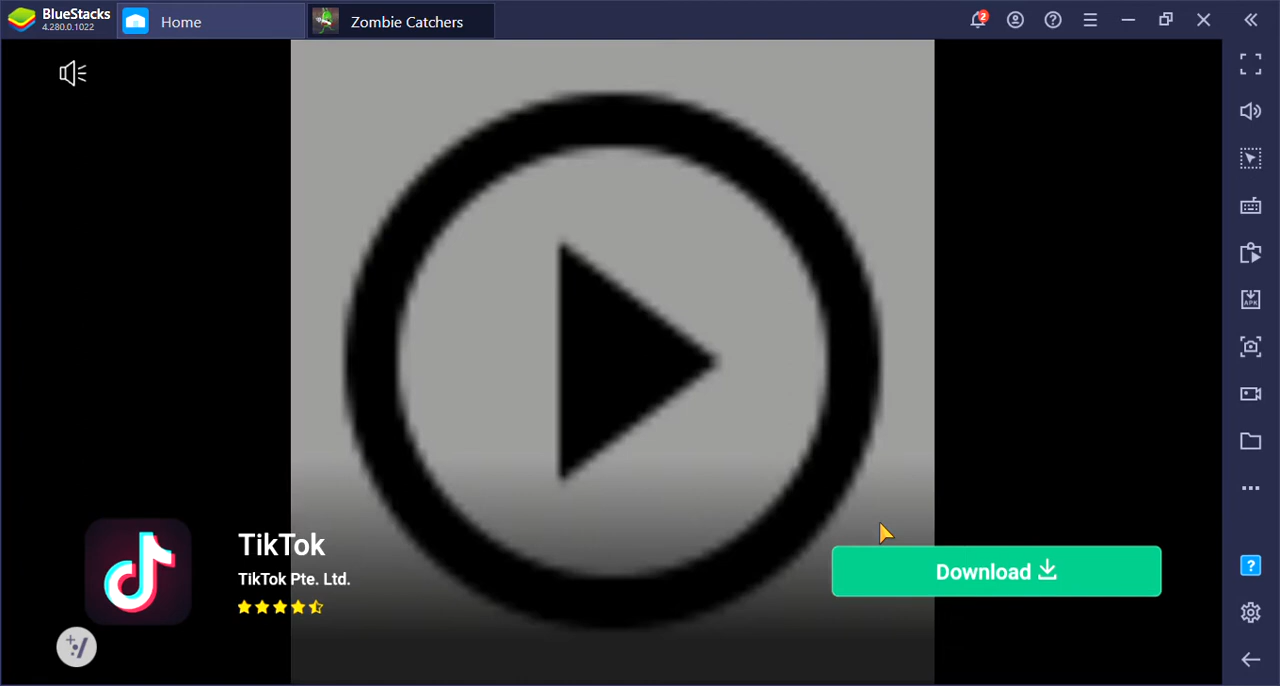 BlueStacks
4.280.0.1022
Home
Zombie Catchers
2
APK
TikTok
TikTok Pte. Ltd.
Download
?